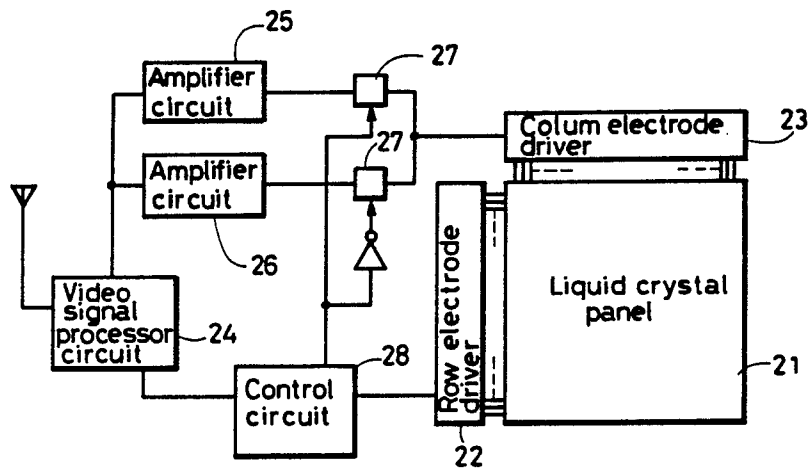 25
Amplifier
circuit
27
Colum electrode
driver
23
Amplifier
circuit
26
27
Video
signal
processor
circuit
24
Control
circuit
28
Row electrode
driver
22
Liquid crystal
panel
21